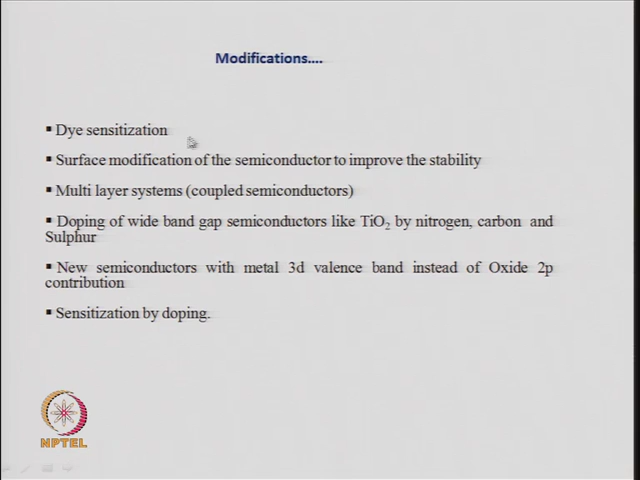 Modifications....
▪ Dye sensitization
▪ Surface modification of the semiconductor to improve the stability
▪ Multi layer systems (coupled semiconductors)
▪ Doping of wide band gap semiconductors like TiO₂ by nitrogen, carbon and
Sulphur
▪ New semiconductors with metal 3d valence band instead of Oxide 2p
contribution
▪ Sensitization by doping.
NPTEL